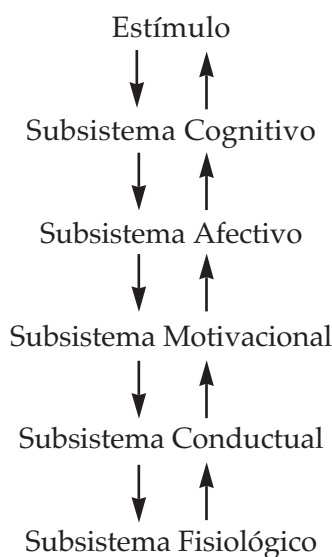 Estímulo
Subsistema Cognitivo
Subsistema Afectivo
Subsistema Motivacional
Subsistema Conductual
Subsistema Fisiológico